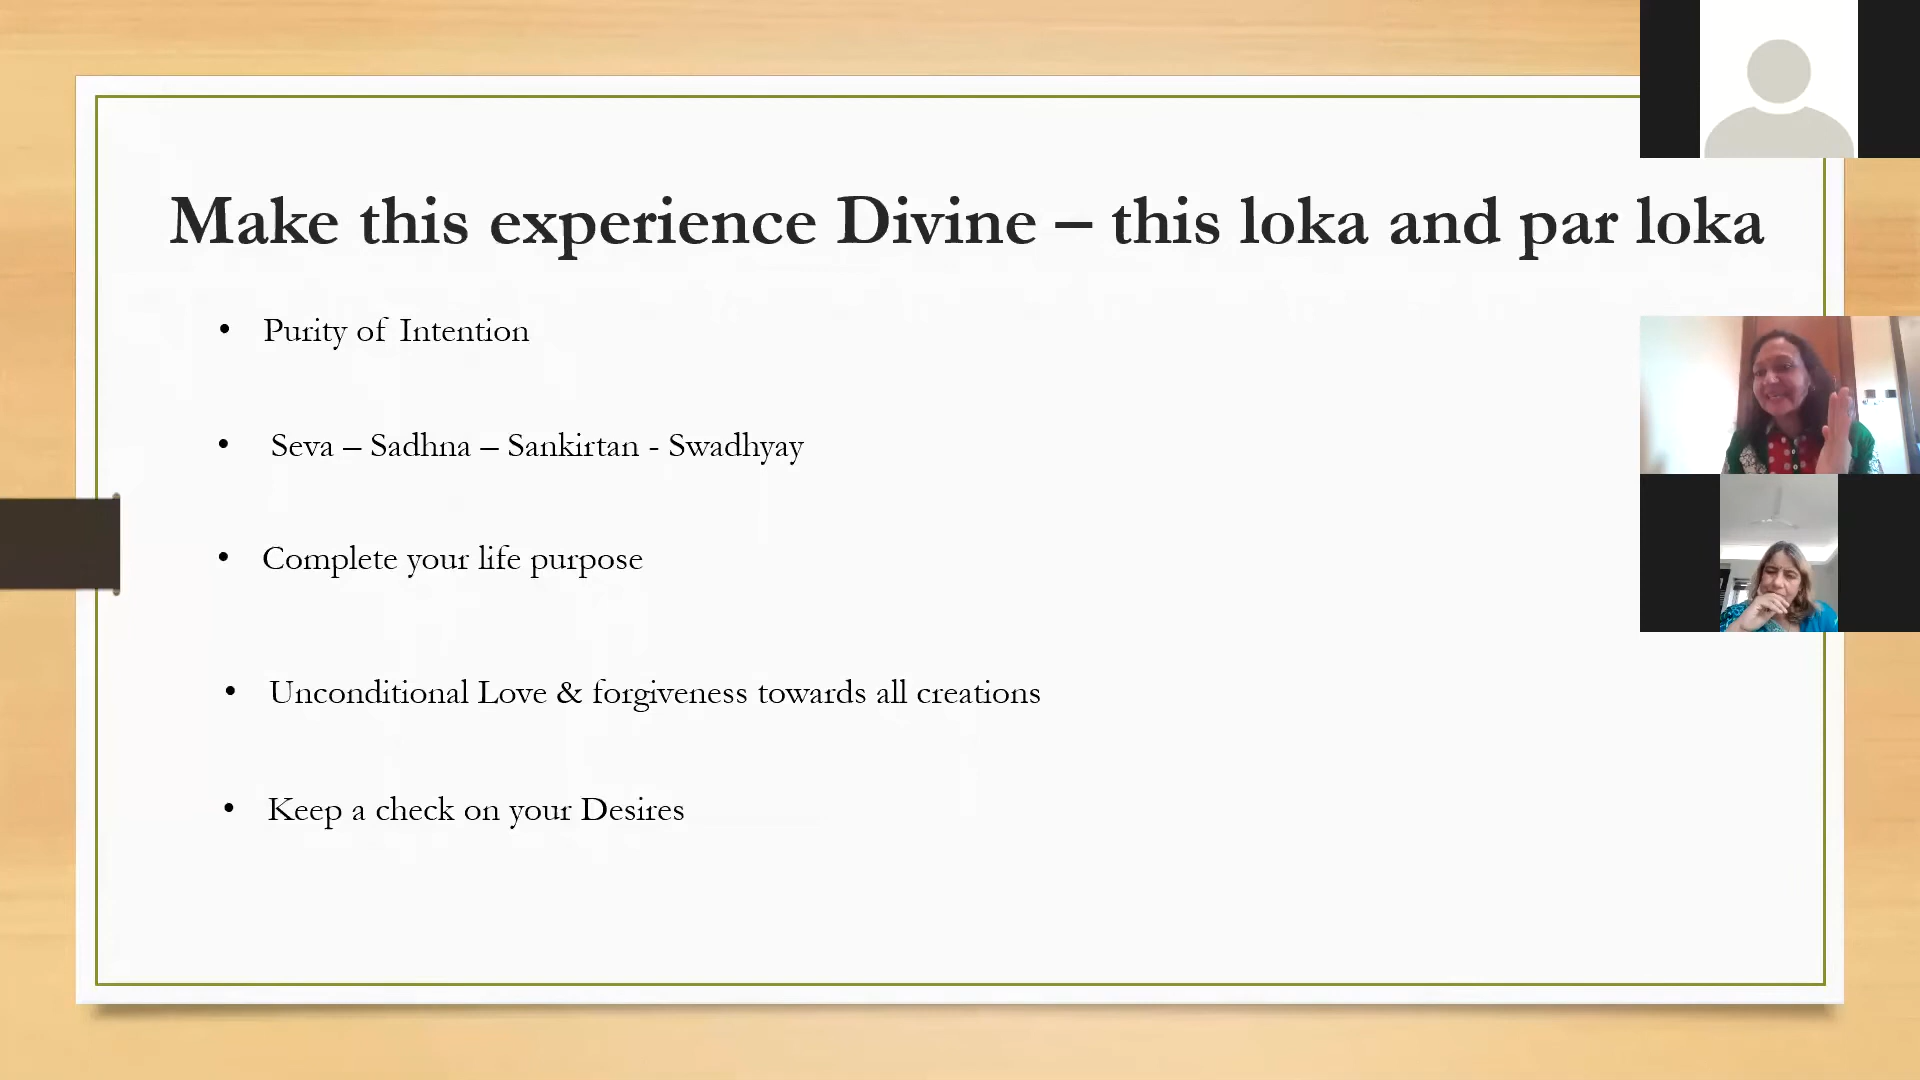 Make this experience Divine – this loka and par loka
• Purity of Intention
• Seva – Sadhna – Sankirtan - Swadhyay
• Complete your life purpose
• Unconditional Love & forgiveness towards all creations
• Keep a check on your Desires